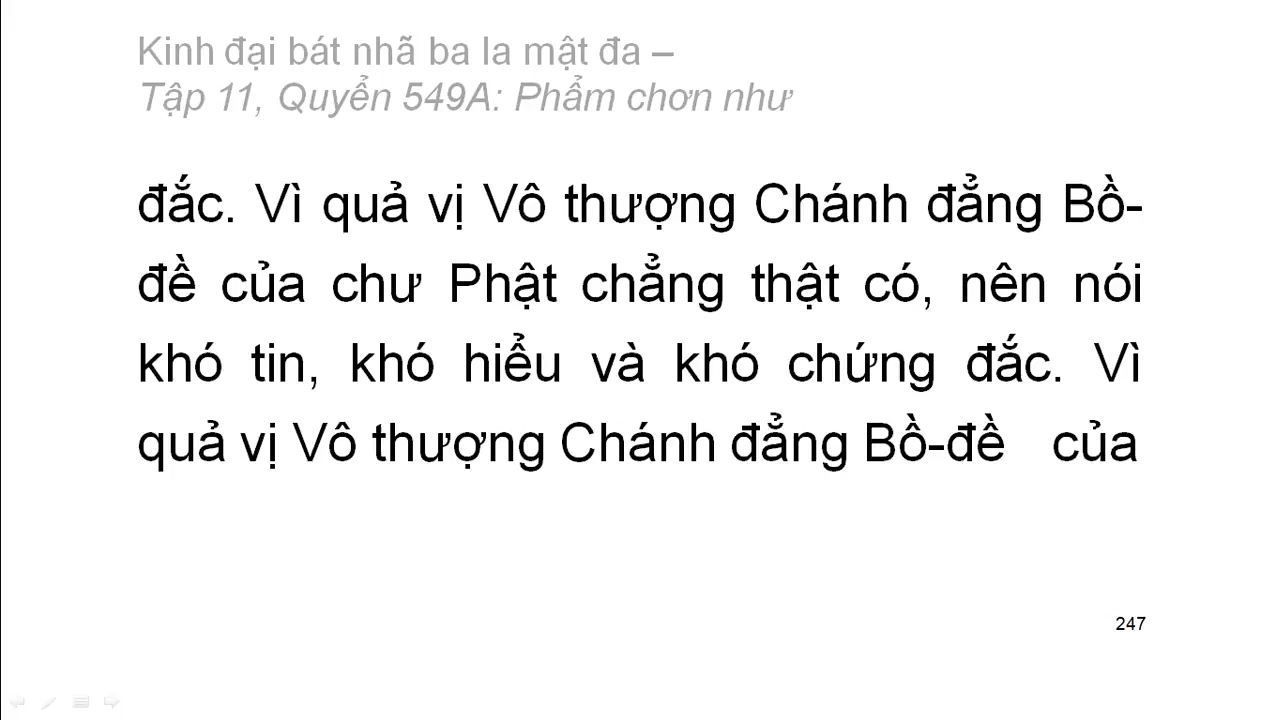 Kinh đại bát nhã ba la mật đa –
Tập 11, Quyển 549A: Phẩm chơn như
đắc. Vì quả vị Vô thượng Chánh đẳng Bồ-
đề của chư Phật chẳng thật có, nên nói
khó tin, khó hiểu và khó chứng đắc. Vì
quả vị Vô thượng Chánh đẳng Bồ-đề của
247